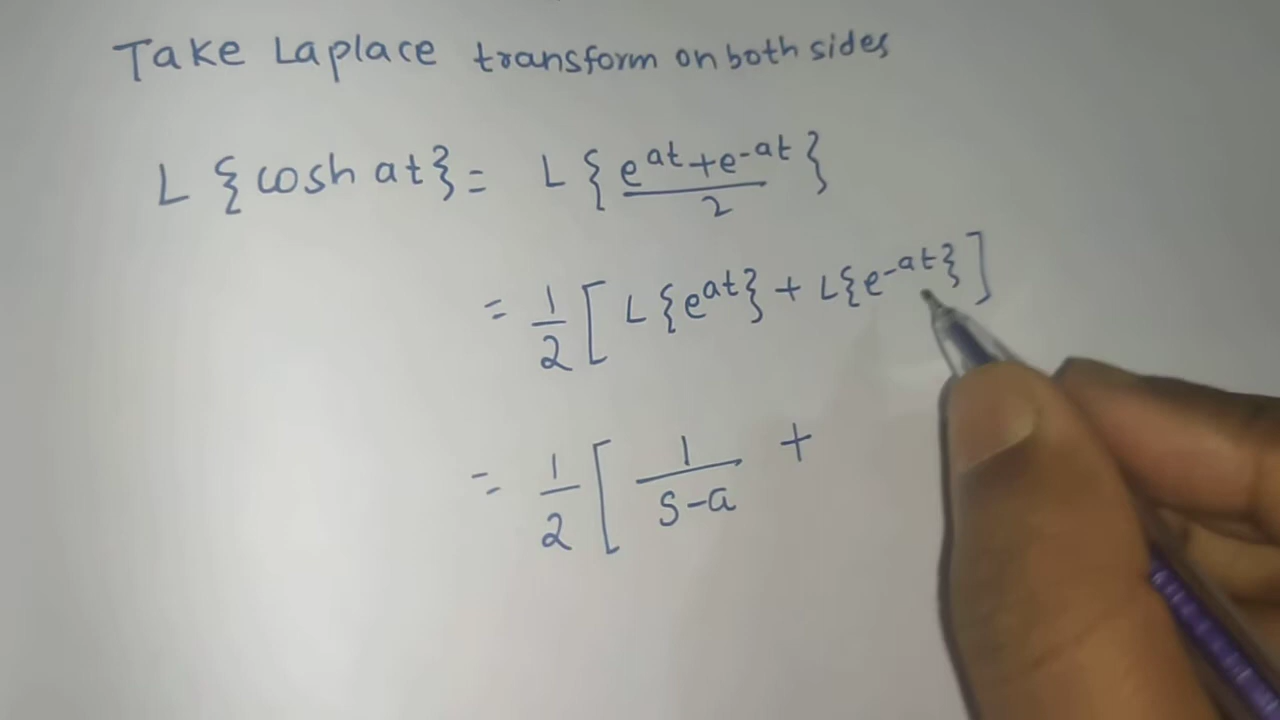 Take Laplace transform on both sides
L {cosh at} = L { (e^{at} + e^{-at}) / 2 }
= 1/2 [ L{e^{at}} + L{e^{-at}} ]
= 1/2 [ 1/(s-a) +